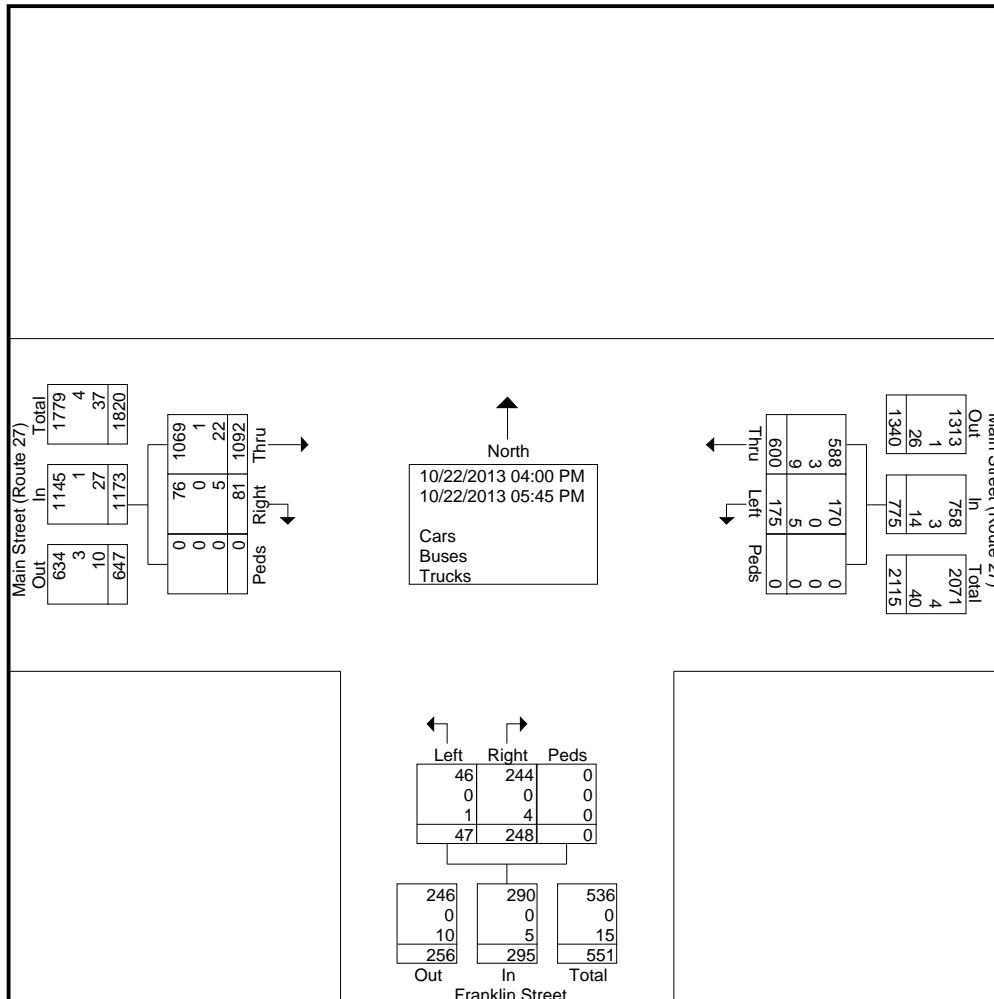 Main Street (Route 27)
Total
1779
4
37
1820
In
1145
1
27
1173
Out
634
3
10
647
Thru
1069
1
22
1092
Right
76
0
5
81
Peds
0
0
0
0
North
10/22/2013 04:00 PM
10/22/2013 05:45 PM
Cars
Buses
Trucks
Thru
588
3
9
600
Left
170
0
5
175
Peds
0
0
0
0
Out
1313
1
26
1340
In
758
3
14
775
Total
2071
4
40
2115
Main Street (Route 27)
Left Right Peds
46 244 0
0 0 0
1 4 0
47 248 0
246 290 536
0 0 0
10 5 15
256 295 551
Out In Total
Franklin Street